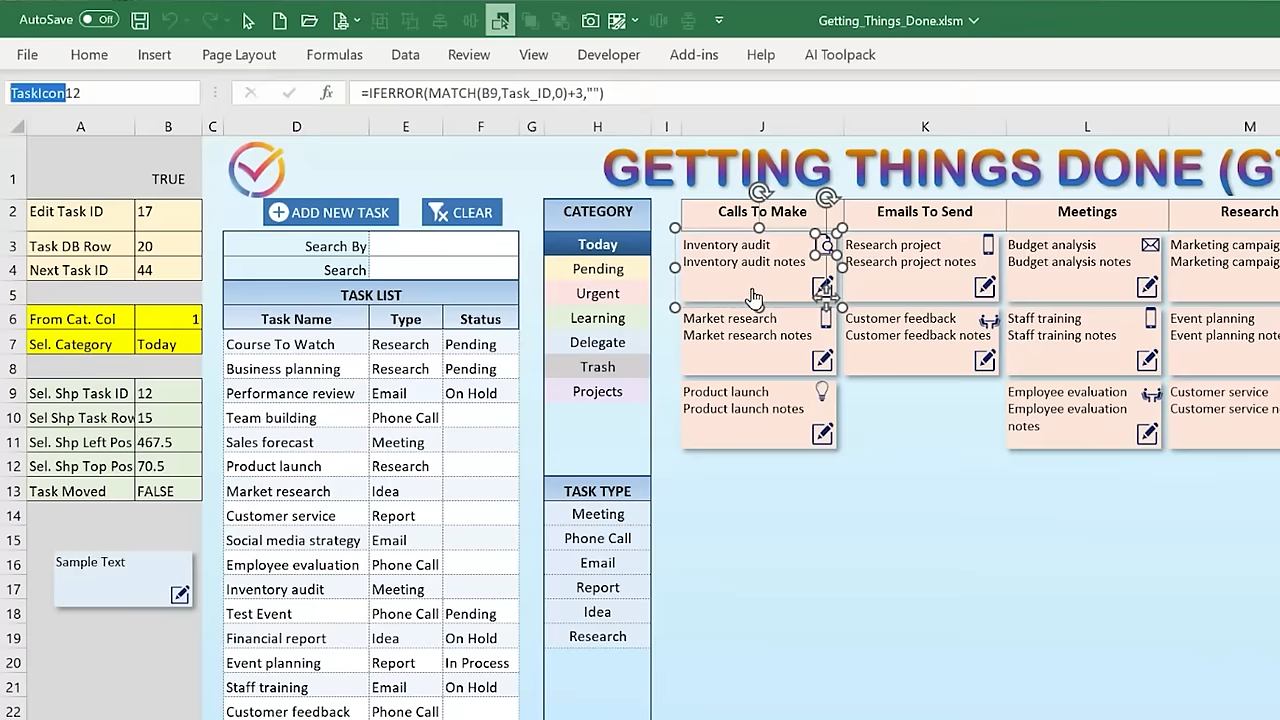 AutoSave Off Getting_Things_Done.xlsm
File Home Insert Page Layout Formulas Data Review View Developer Add-ins Help AI Toolpack
TaskIcon12 fx =IFERROR(MATCH(B9,Task_ID,0)+3,"")
A B C D E F G H I J K L M
1 TRUE GETTING THINGS DONE (G
ADD NEW TASK CLEAR
2 Edit Task ID 17 CATEGORY Calls To Make Emails To Send Meetings Research
3 Task DB Row 20 Search By Today
4 Next Task ID 44 Search Pending
5 TASK LIST Urgent
6 From Cat. Col 1 Task Name Type Status Learning
7 Sel. Category Today Course To Watch Research Pending Delegate
8 Business planning Research Pending Trash
9 Sel. Shp Task ID 12 Performance review Email On Hold Projects
10 Sel Shp Task Row 15 Team building Phone Call
11 Sel. Shp Left Pos 467.5 Sales forecast Meeting
12 Sel. Shp Top Pos 70.5 Product launch Research
13 Task Moved FALSE Market research Idea TASK TYPE
14 Customer service Report Meeting
15 Social media strategy Email Phone Call
16 Employee evaluation Phone Call Email
17 Inventory audit Meeting Report
18 Test Event Phone Call Pending Idea
19 Financial report Idea On Hold Research
20 Event planning Report In Process
21 Staff training Email On Hold
22 Customer feedback Phone Call
Sample Text
Inventory audit
Inventory audit notes
Market research
Market research notes
Product launch
Product launch notes
Research project
Research project notes
Customer feedback
Customer feedback notes
Budget analysis
Budget analysis notes
Staff training
Staff training notes
Employee evaluation
Employee evaluation
notes
Marketing campaig
Marketing campaig
Event planning
Event planning note
Customer service
Customer service n